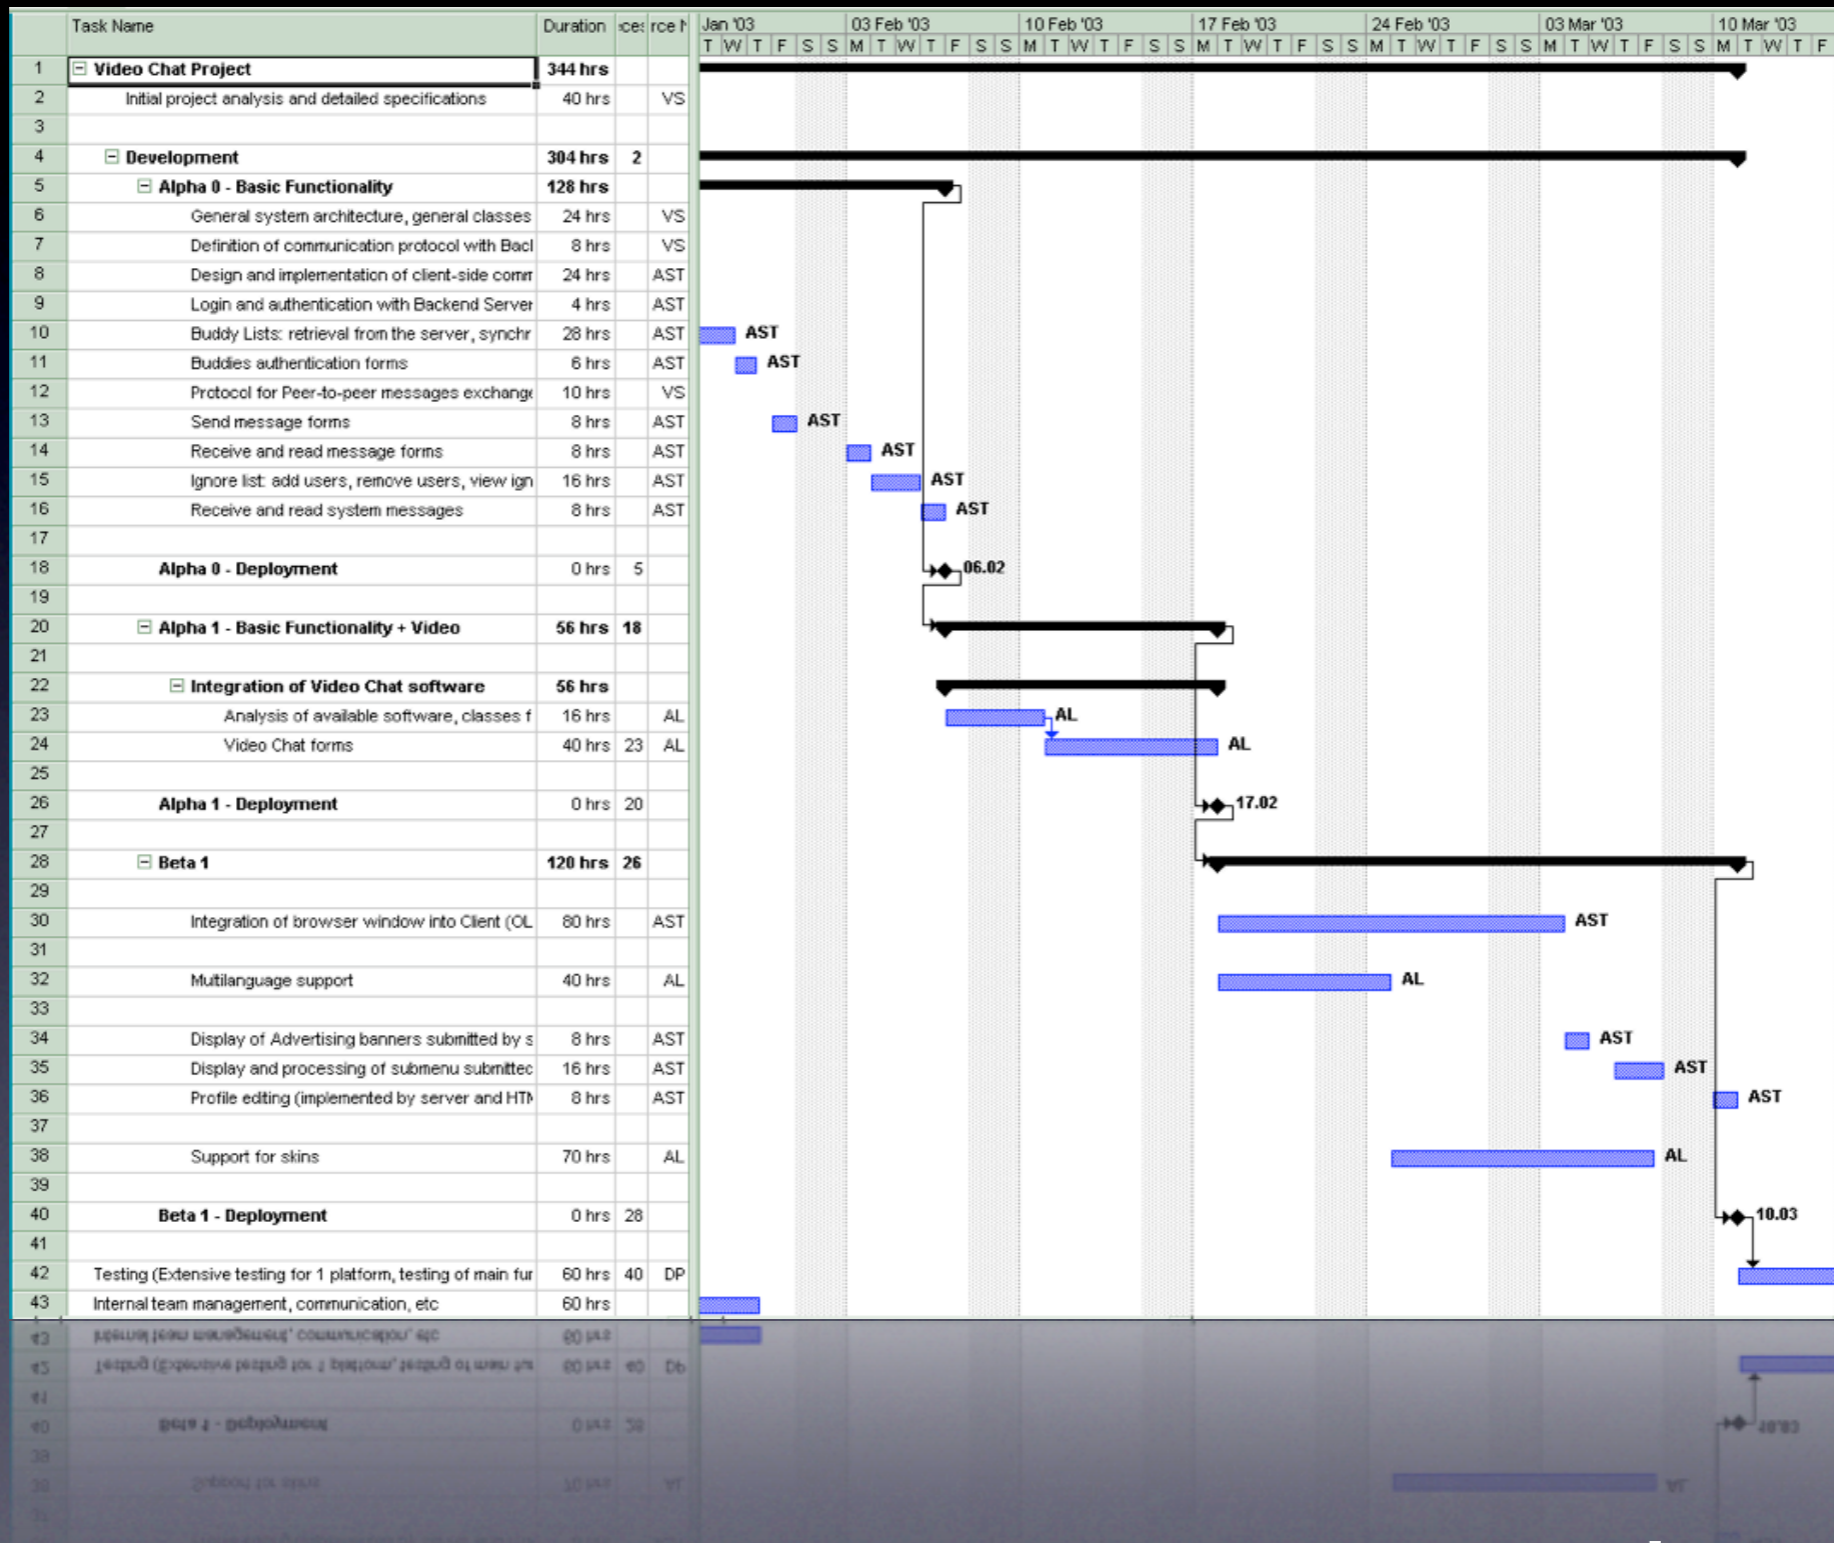 Task Name Duration ces rce N Jan '03 03 Feb '03 10 Feb '03 17 Feb '03 24 Feb '03 03 Mar '03 10 Mar '03
T W T F S S M T W T F S S M T W T F S S M T W T F S S M T W T F S S M T W T F S S M T W T F
1 Video Chat Project 344 hrs
2 Initial project analysis and detailed specifications 40 hrs VS
3
4 Development 304 hrs 2
5 Alpha 0 - Basic Functionality 128 hrs
6 General system architecture, general classes 24 hrs VS
7 Definition of communication protocol with Bacl 8 hrs VS
8 Design and implementation of client-side comm 24 hrs AST
9 Login and authentication with Backend Server 4 hrs AST
10 Buddy Lists: retrieval from the server, synchr 28 hrs AST AST
11 Buddies authentication forms 6 hrs AST AST
12 Protocol for Peer-to-peer messages exchange 10 hrs VS
13 Send message forms 8 hrs AST AST
14 Receive and read message forms 8 hrs AST AST
15 Ignore list: add users, remove users, view ign 16 hrs AST AST
16 Receive and read system messages 8 hrs AST AST
17
18 Alpha 0 - Deployment 0 hrs 5 06.02
19
20 Alpha 1 - Basic Functionality + Video 56 hrs 18
21
22 Integration of Video Chat software 56 hrs
23 Analysis of available software, classes f 16 hrs AL AL
24 Video Chat forms 40 hrs 23 AL AL
25
26 Alpha 1 - Deployment 0 hrs 20 17.02
27
28 Beta 1 120 hrs 26
29
30 Integration of browser window into Client (OL 80 hrs AST AST
31
32 Multilanguage support 40 hrs AL AL
33
34 Display of Advertising banners submitted by s 8 hrs AST AST
35 Display and processing of submenu submitted 16 hrs AST AST
36 Profile editing (implemented by server and HTM 8 hrs AST AST
37
38 Support for skins 70 hrs AL AL
39
40 Beta 1 - Deployment 0 hrs 28 10.03
41
42 Testing (Extensive testing for 1 platform, testing of main fur 60 hrs 40 DP
43 Internal team management, communication, etc 60 hrs